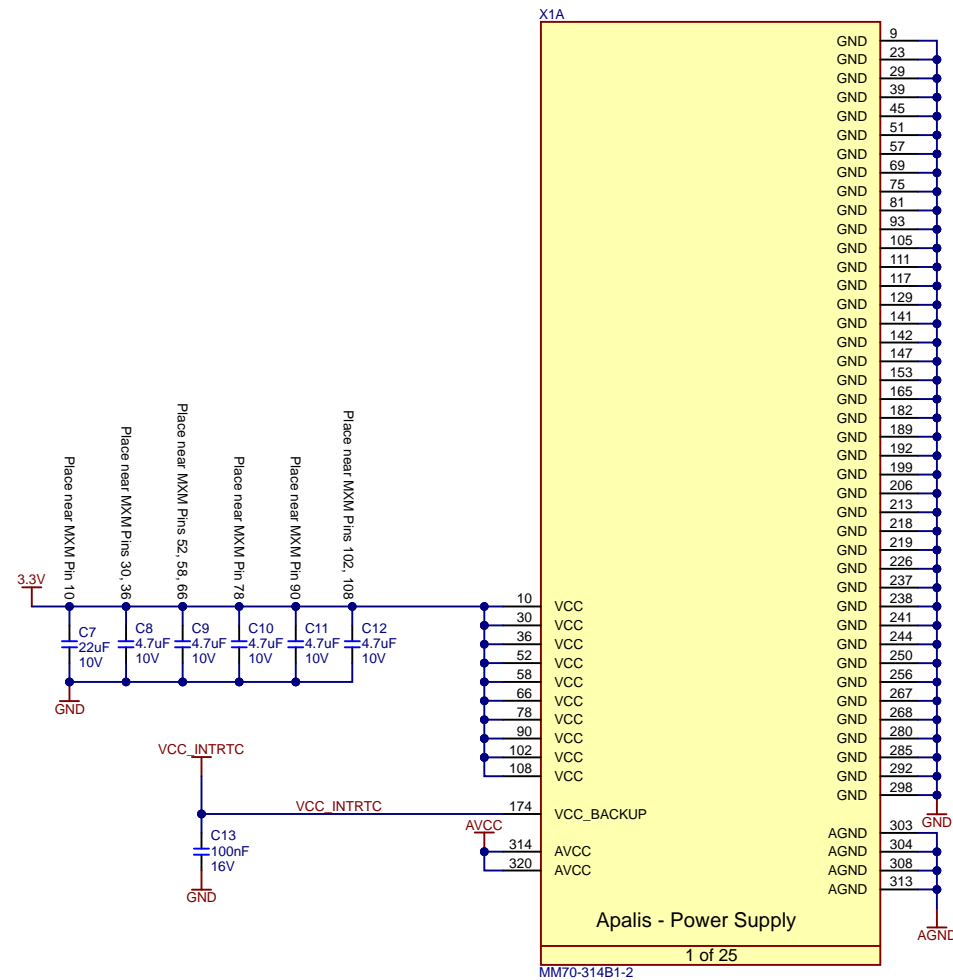 X1A
GND 9
GND 23
GND 29
GND 39
GND 45
GND 51
GND 57
GND 69
GND 75
GND 81
GND 93
GND 105
GND 111
GND 117
GND 129
GND 141
GND 142
GND 147
GND 153
GND 165
GND 182
GND 189
GND 192
GND 199
GND 206
GND 213
GND 218
GND 219
GND 226
GND 237
GND 238
GND 241
GND 244
GND 250
GND 256
GND 267
GND 268
GND 280
GND 285
GND 292
GND 298
GND
AGND 303
AGND 304
AGND 308
AGND 313
AGND
Place near MXM Pin 10
Place near MXM Pins 30, 36
Place near MXM Pins 52, 58, 66
Place near MXM Pin 78
Place near MXM Pin 90
Place near MXM Pins 102, 108
3.3V
C7
22uF
10V
C8
4.7uF
10V
C9
4.7uF
10V
C10
4.7uF
10V
C11
4.7uF
10V
C12
4.7uF
10V
GND
10 VCC
30 VCC
36 VCC
52 VCC
58 VCC
66 VCC
78 VCC
90 VCC
102 VCC
108 VCC
VCC_INTRTC
VCC_INTRTC
174 VCC_BACKUP
C13
100nF
16V
GND
AVCC
314 AVCC
320 AVCC
Apalis - Power Supply
1 of 25
MM70-314B1-2